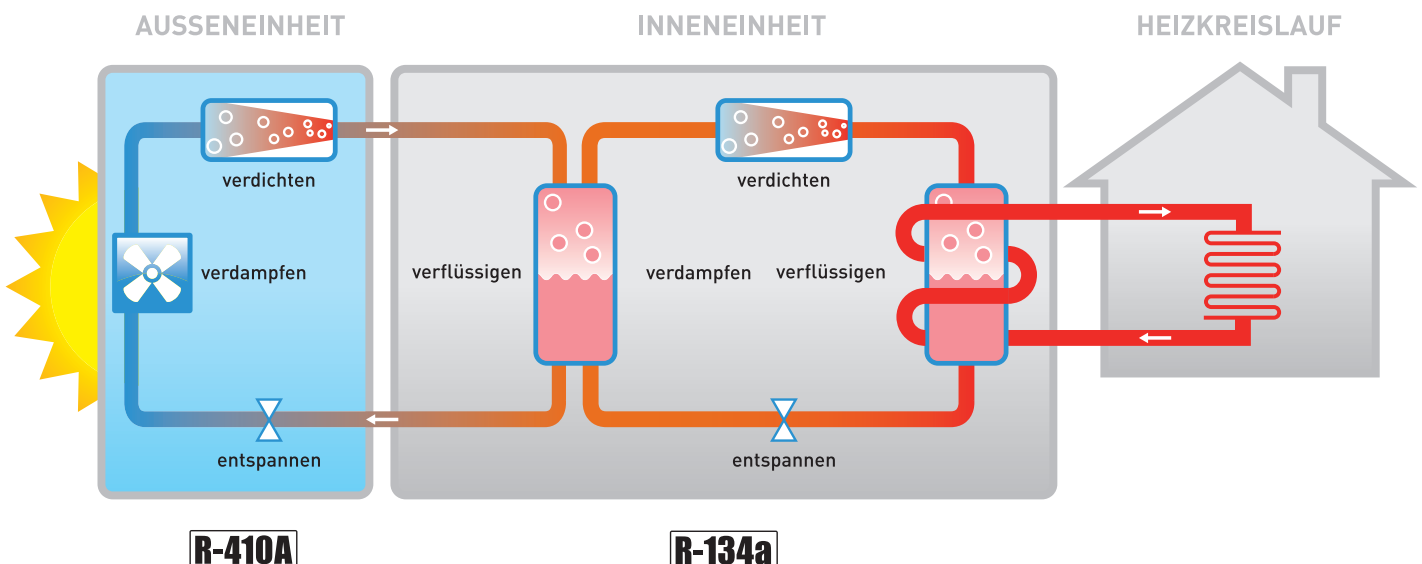 AUSSENEINHEIT
INNENEINHEIT
HEIZKREISLAUF
verdichten
verdichten
verdampfen
verflüssigen
verdampfen
verflüssigen
entspannen
entspannen
R-410A
R-134a